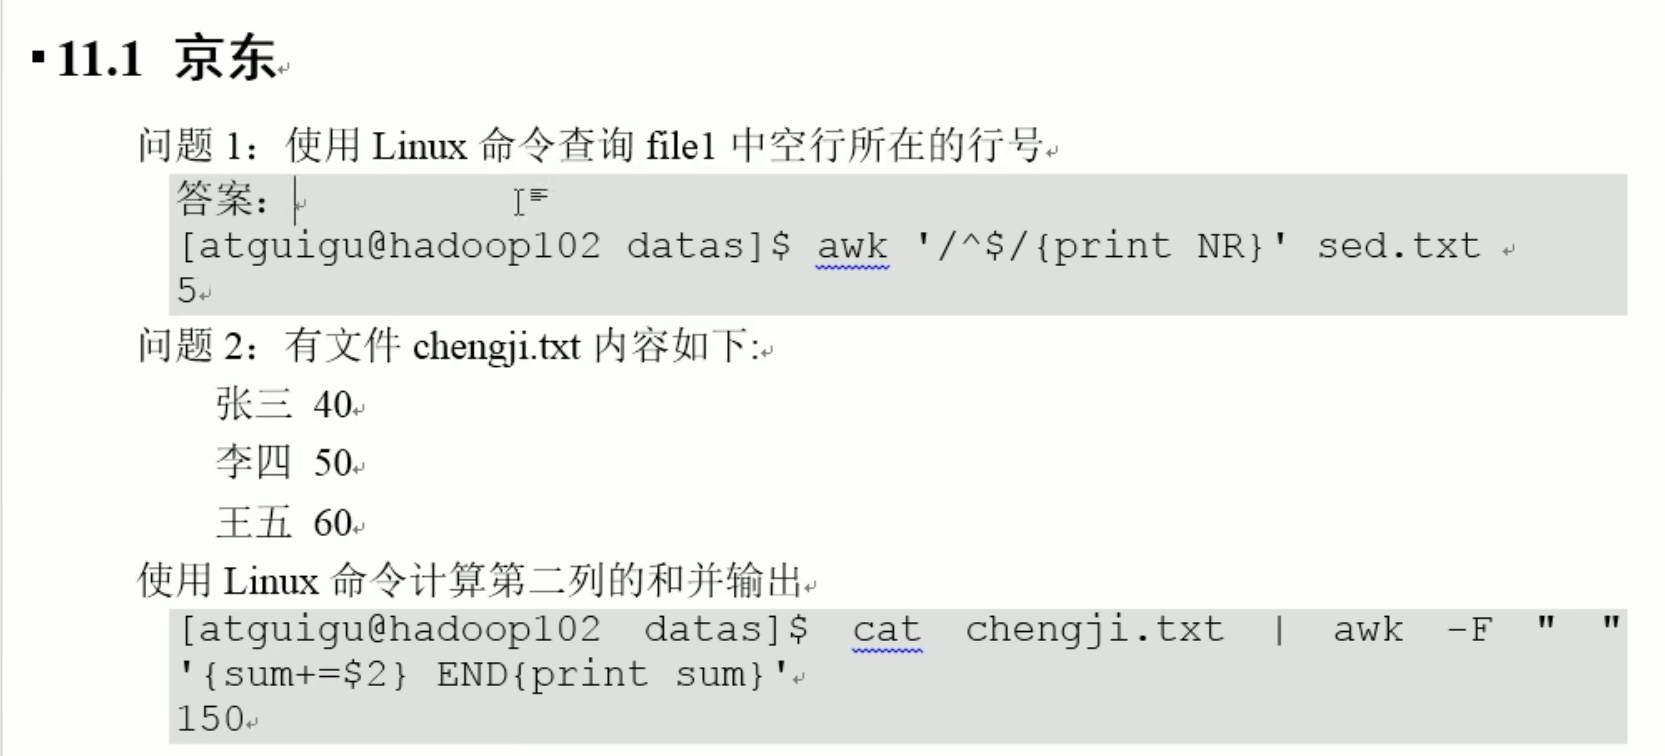 11.1 京东
问题 1：使用 Linux 命令查询 file1 中空行所在的行号
答案：
[atguigu@hadoop102 datas]$ awk '/^$/{print NR}' sed.txt
5
问题 2：有文件 chengji.txt 内容如下:
张三 40
李四 50
王五 60
使用 Linux 命令计算第二列的和并输出
[atguigu@hadoop102 datas]$ cat chengji.txt | awk -F " "
'{sum+=$2} END{print sum}'
150